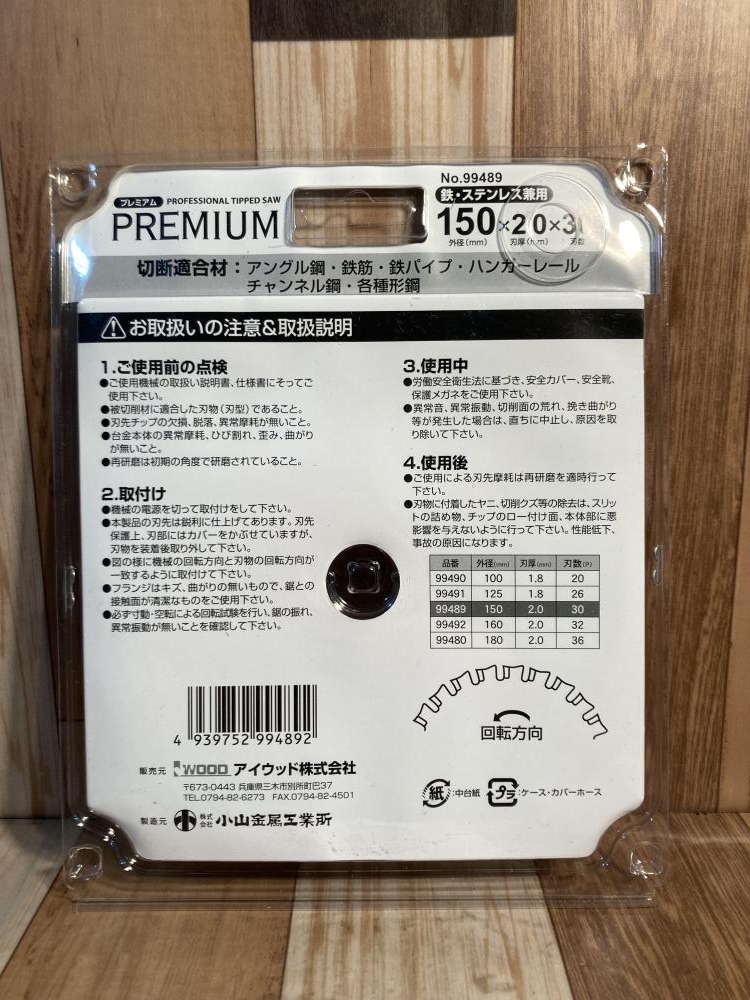 No.99489
プレミアム PROFESSIONAL TIPPED SAW
鉄・ステンレス兼用
PREMIUM
150×2.0×30
外径(mm) 刃厚(mm) 刃数
切断適合材：アングル鋼・鉄筋・鉄パイプ・ハンガーレール
チャンネル鋼・各種形鋼
お取扱いの注意&取扱説明
1.ご使用前の点検
●ご使用機械の取扱い説明書、仕様書にそってご
使用下さい。
●被切削材に適合した刃物(刃型)であること。
●刃先チップの欠損、脱落、異常摩耗が無いこと。
●台金本体の異常摩耗、ひび割れ、歪み、曲がり
が無いこと。
●再研磨は初期の角度で研磨されていること。
2.取付け
●機械の電源を切って取付けをして下さい。
●本製品の刃先は鋭利に仕上げてあります。刃先
保護上、刃部にはカバーをかぶせていますが、
刃物を装着後取り外して下さい。
●図の様に機械の回転方向と刃物の回転方向が
一致するように取付けて下さい。
●フランジはキズ、曲がりの無いもので、鋸との
接触面が清潔なものをご使用下さい。
●必ず寸動・空転による回転試験を行い、鋸の振れ、
異常振動が無いことを確認して下さい。
3.使用中
●労働安全衛生法に基づき、安全カバー、安全靴、
保護メガネをご使用下さい。
●異常音、異常振動、切削面の荒れ、挽き曲がり
等が発生した場合は、直ちに中止し、原因を取
り除いて下さい。
4.使用後
●ご使用による刃先摩耗は再研磨を適時行って
下さい。
●刃物に付着したヤニ、切削クズ等の除去は、スリッ
トの詰め物、チップのロー付け面、本体部に悪
影響を与えないように行って下さい。性能低下、
事故の原因になります。
品番 外径(mm) 刃厚(mm) 刃数(P)
99490 100 1.8 20
99491 125 1.8 26
99489 150 2.0 30
99492 160 2.0 32
99480 180 2.0 36
回転方向
4 939752 994892
販売元 WOOD アイウッド株式会社
〒673-0443 兵庫県三木市別所町巴37
TEL.0794-82-6273 FAX.0794-82-4501
製造元 株式会社 小山金属工業所
紙:中台紙 プラ:ケース・カバーホース